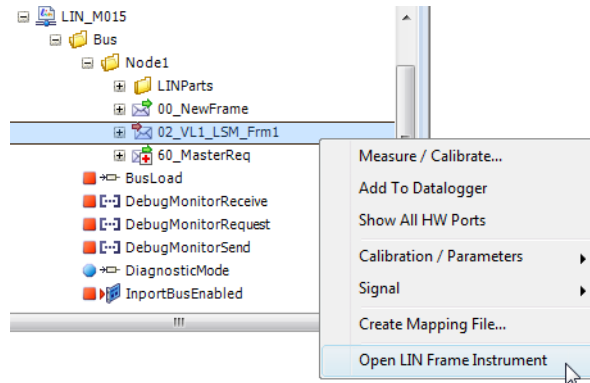 LIN_M015
Bus
Node1
LINParts
00_NewFrame
02_VL1_LSM_Frm1
60_MasterReq
BusLoad
DebugMonitorReceive
DebugMonitorRequest
DebugMonitorSend
DiagnosticMode
InportBusEnabled
Measure / Calibrate...
Add To Datalogger
Show All HW Ports
Calibration / Parameters
Signal
Create Mapping File...
Open LIN Frame Instrument